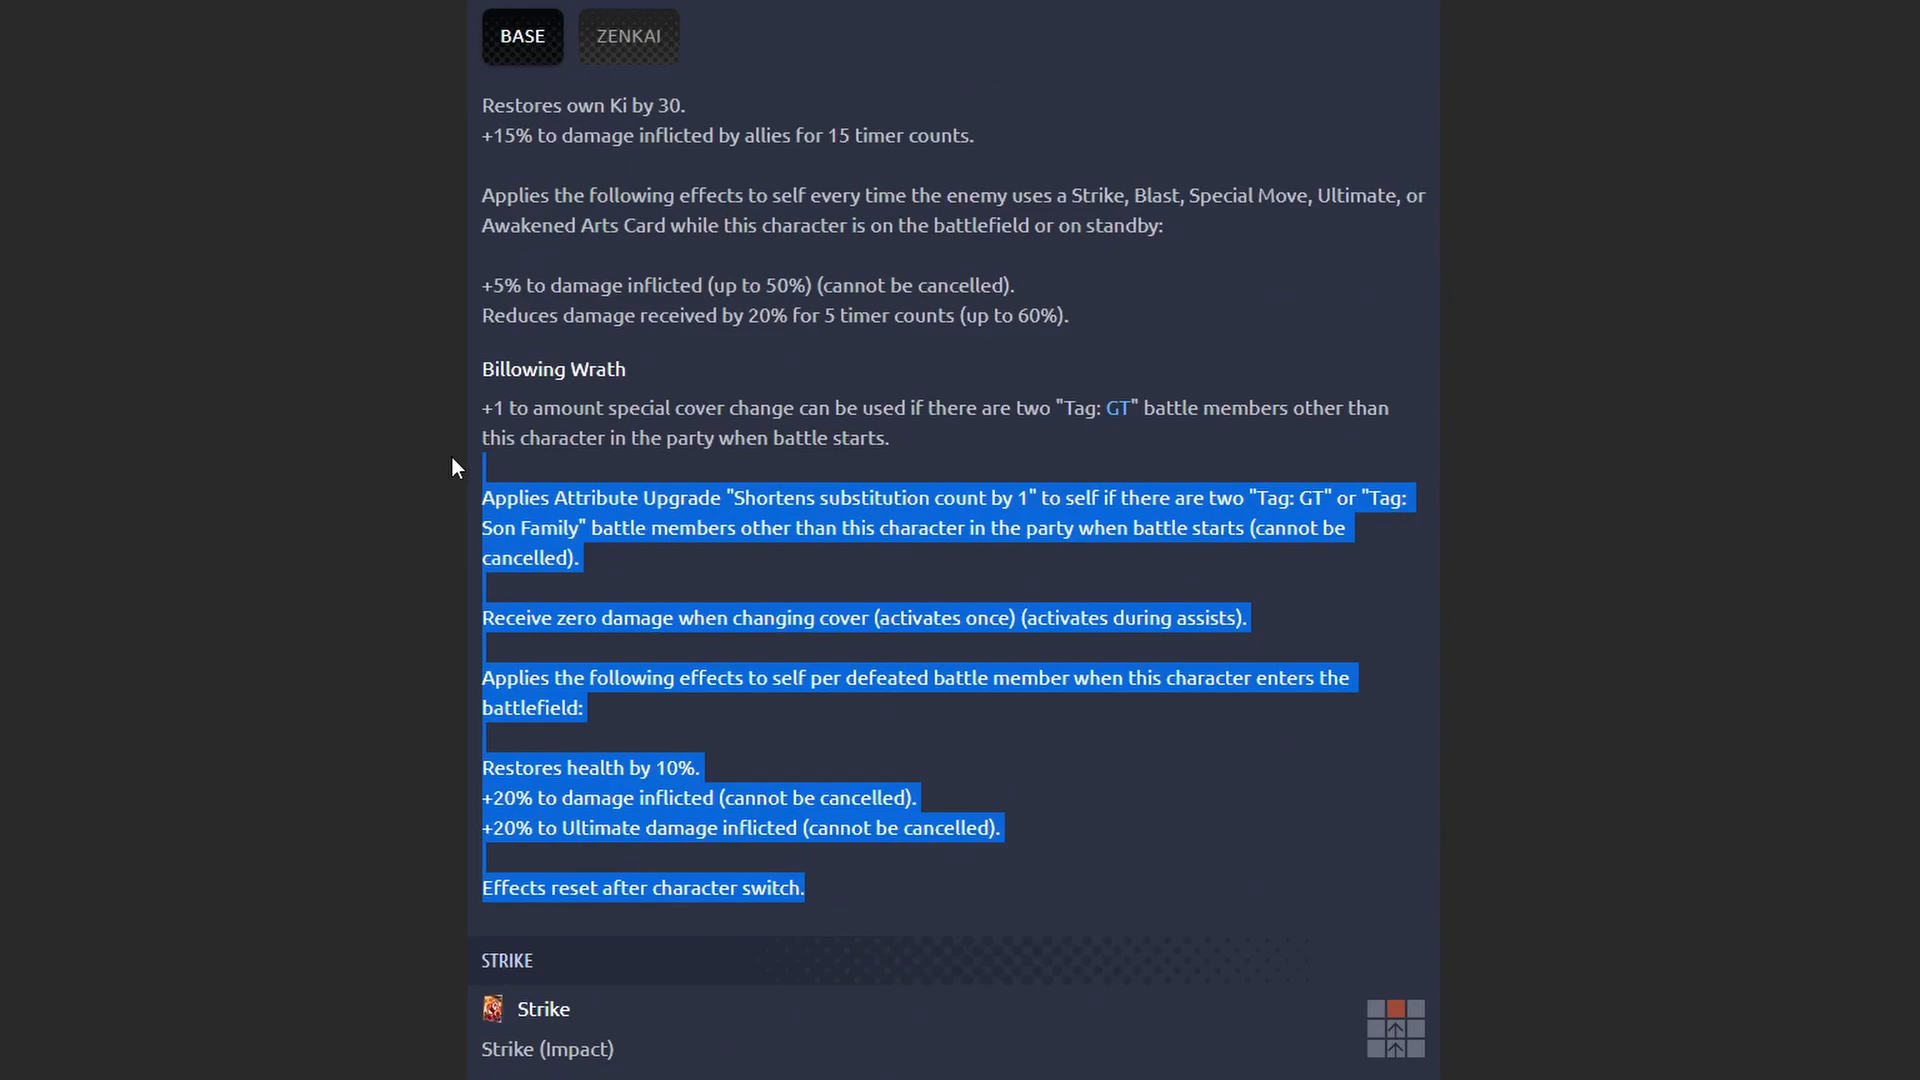 BASE
ZENKAI
Restores own Ki by 30.
+15% to damage inflicted by allies for 15 timer counts.
Applies the following effects to self every time the enemy uses a Strike, Blast, Special Move, Ultimate, or
Awakened Arts Card while this character is on the battlefield or on standby:
+5% to damage inflicted (up to 50%) (cannot be cancelled).
Reduces damage received by 20% for 5 timer counts (up to 60%).
Billowing Wrath
+1 to amount special cover change can be used if there are two "Tag: GT" battle members other than
this character in the party when battle starts.
Applies Attribute Upgrade "Shortens substitution count by 1" to self if there are two "Tag: GT" or "Tag:
Son Family" battle members other than this character in the party when battle starts (cannot be
cancelled).
Receive zero damage when changing cover (activates once) (activates during assists).
Applies the following effects to self per defeated battle member when this character enters the
battlefield:
Restores health by 10%.
+20% to damage inflicted (cannot be cancelled).
+20% to Ultimate damage inflicted (cannot be cancelled).
Effects reset after character switch.
STRIKE
Strike
Strike (Impact)